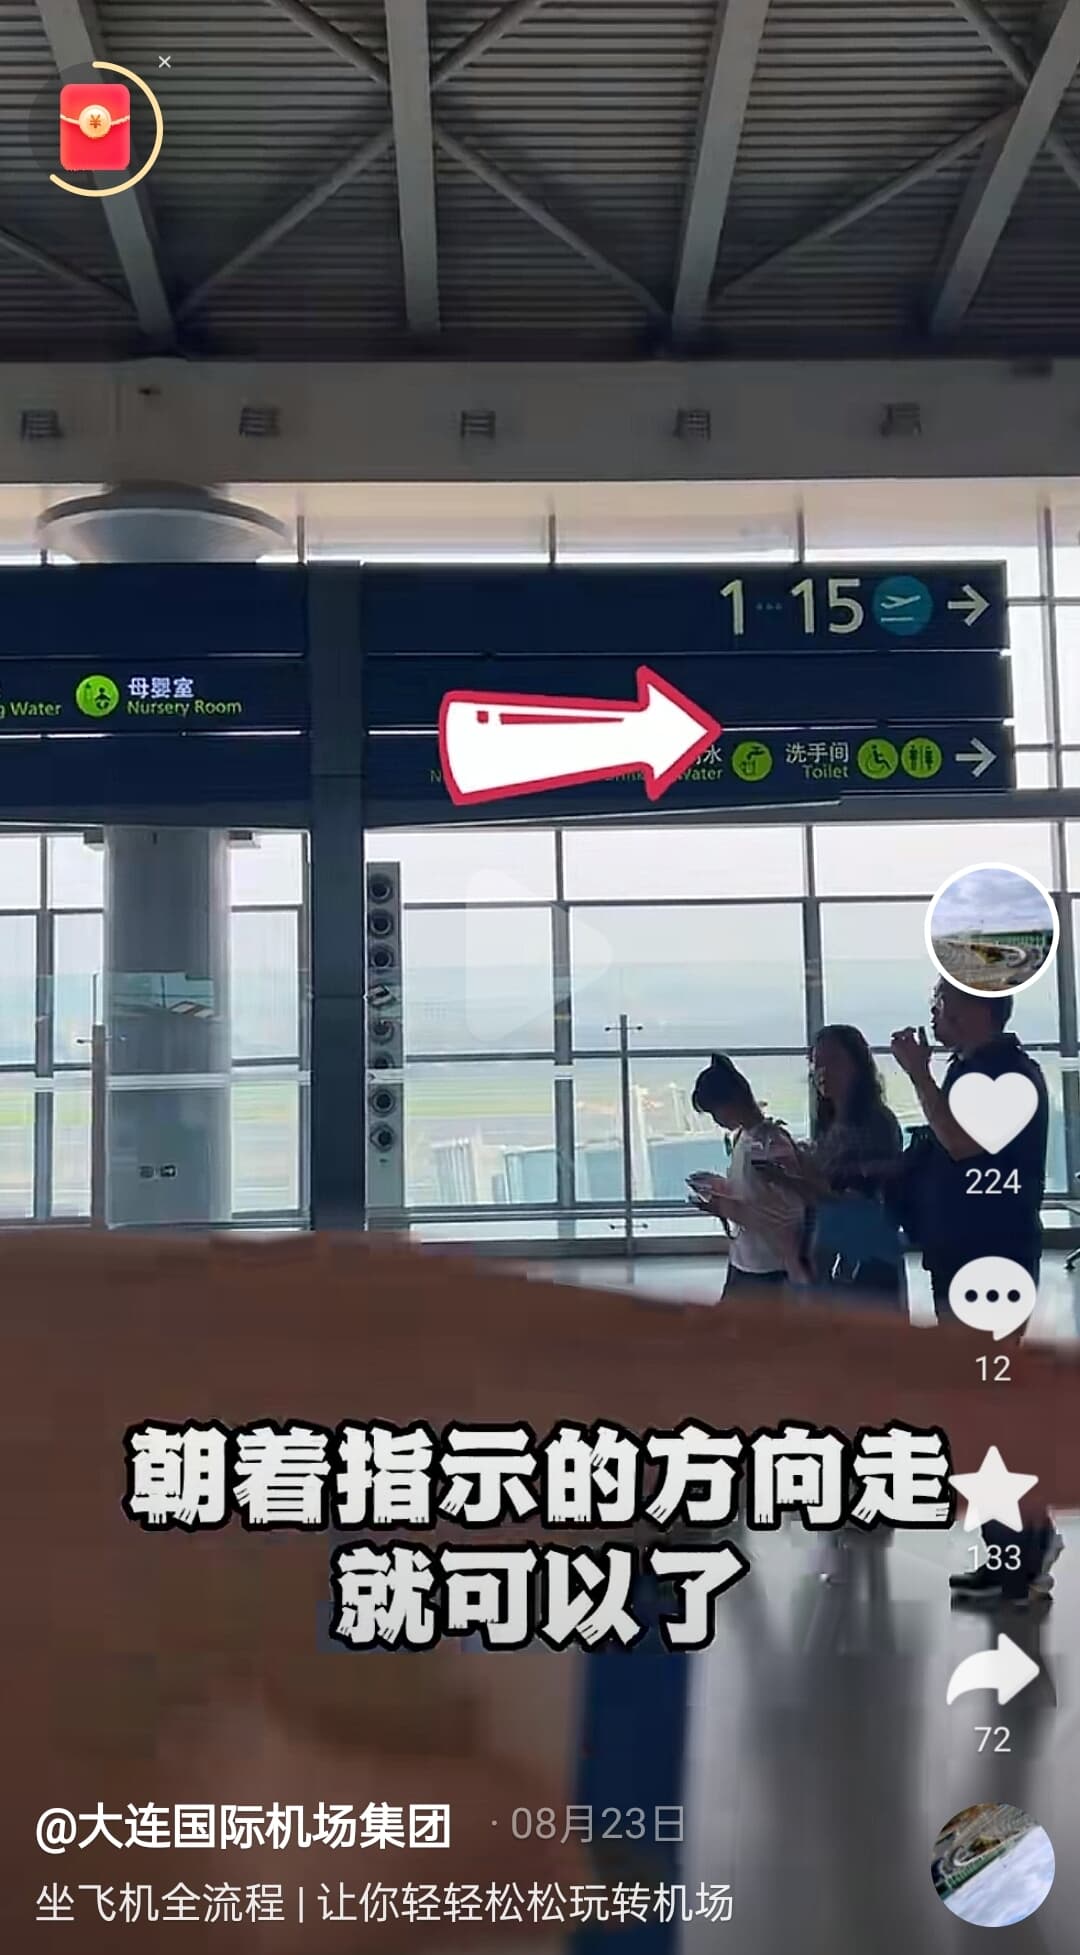 ¥
1…15
母婴室
g Water
Nursery Room
水
洗手间
Water
Toilet
224
12
朝着指示的方向走
133
就可以了
72
@大连国际机场集团 · 08月23日
坐飞机全流程 | 让你轻轻松松玩转机场